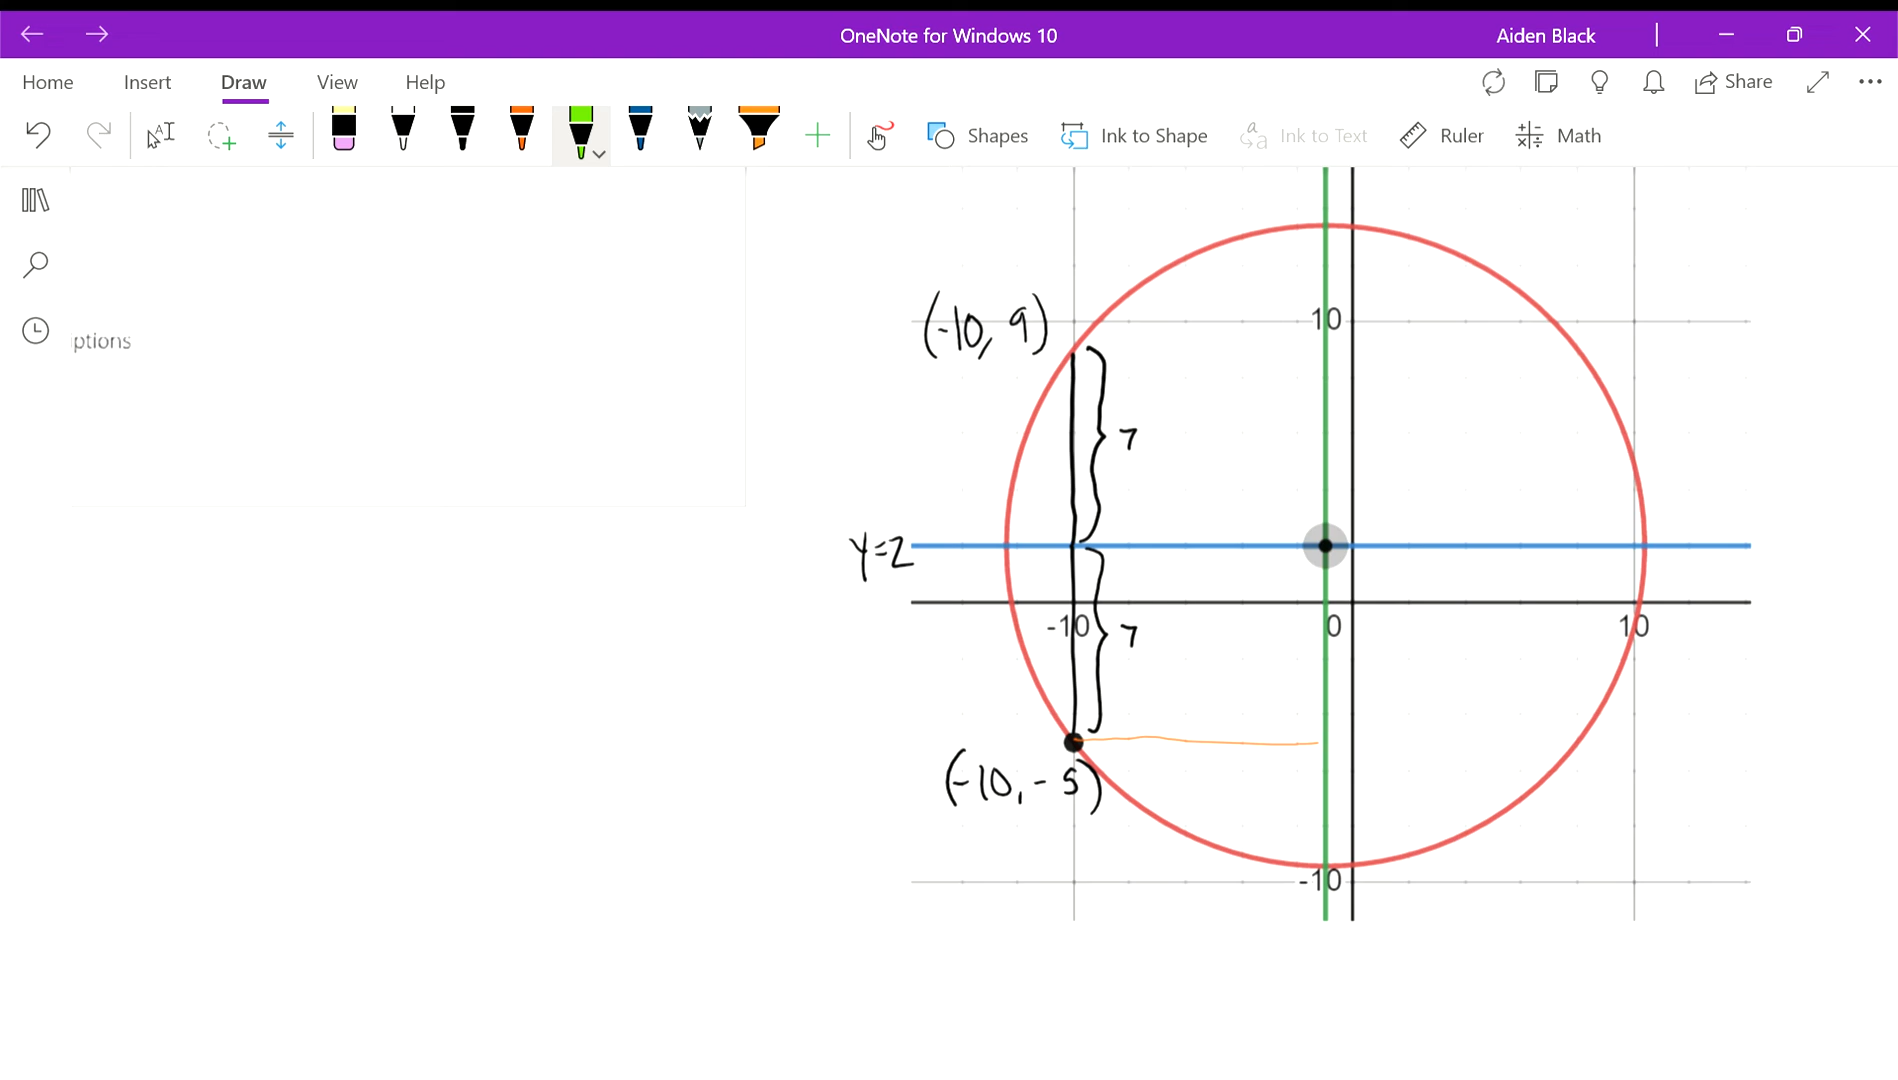 OneNote for Windows 10
Aiden Black
Home Insert Draw View Help
Share
Shapes Ink to Shape Ink to Text Ruler Math
ptions
(-10, 9)
10
7
Y=2
-10 0 10
7
(-10, -5)
-10